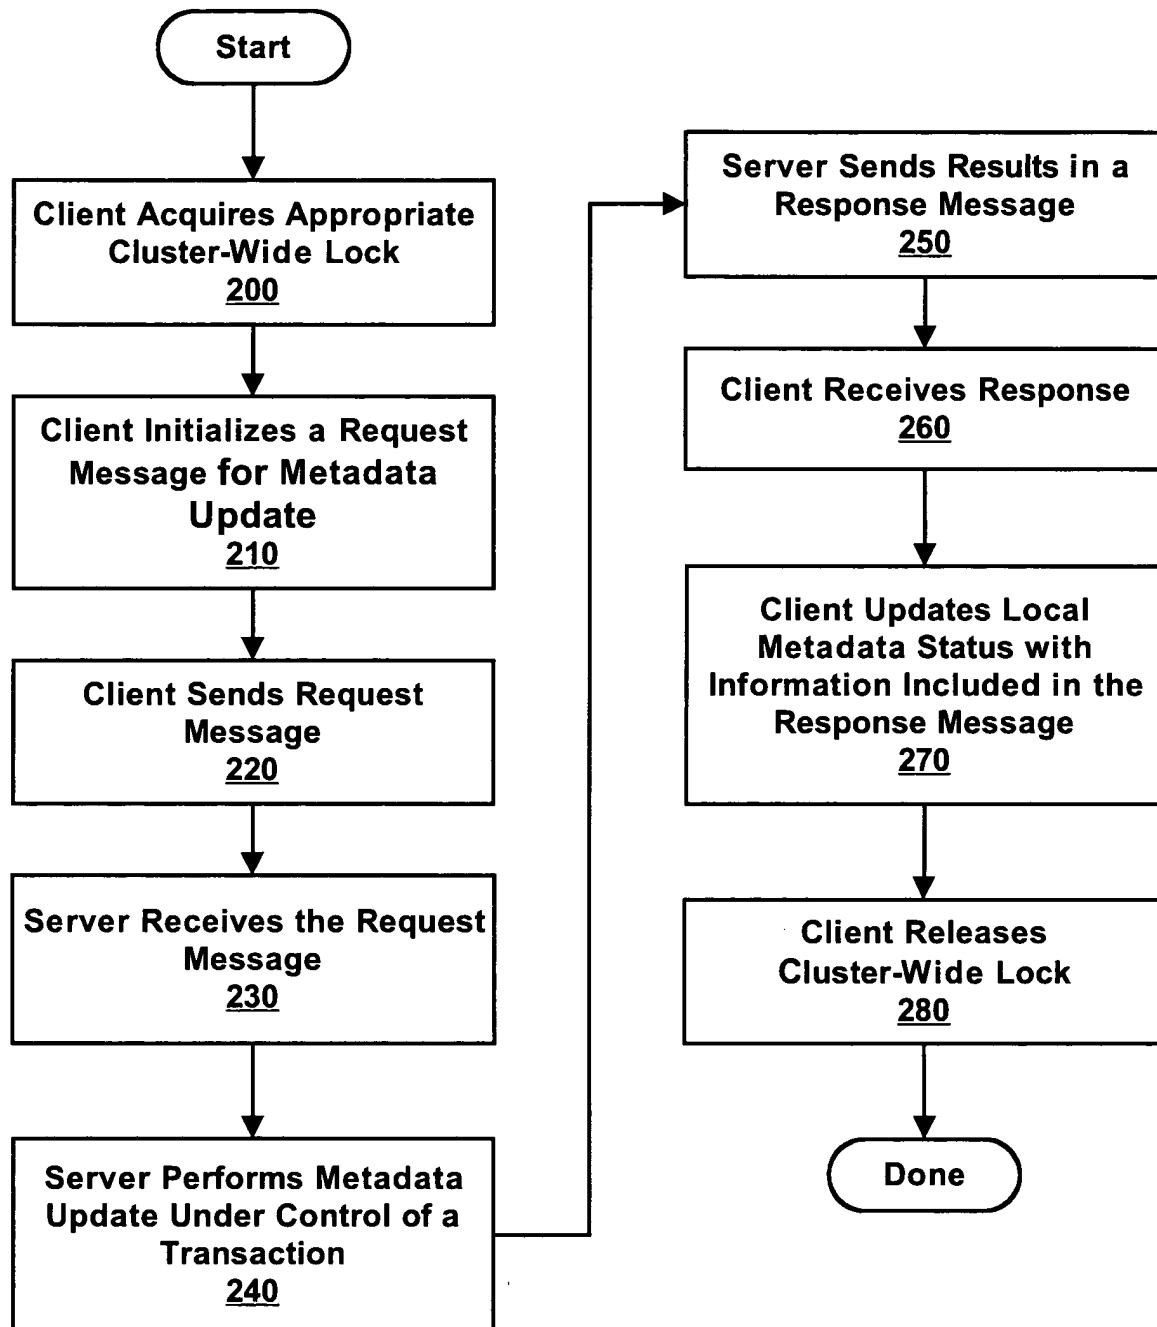 Start
Client Acquires Appropriate
Cluster-Wide Lock
200
Client Initializes a Request
Message for Metadata
Update
210
Client Sends Request
Message
220
Server Receives the Request
Message
230
Server Performs Metadata
Update Under Control of a
Transaction
240
Server Sends Results in a
Response Message
250
Client Receives Response
260
Client Updates Local
Metadata Status with
Information Included in the
Response Message
270
Client Releases
Cluster-Wide Lock
280
Done